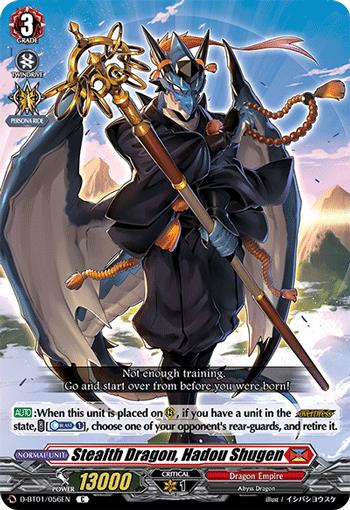 3
GRADE
TWINDRIVE
PERSONA RIDE
Not enough training.
Go and start over from before you were born!
AUTO:When this unit is placed on R, if you have a unit in the OVERDRESS
state, [C BLAST 1], choose one of your opponent's rear-guards, and retire it.
NORMAL UNIT Stealth Dragon, Hadou Shugen
POWER 13000 CRITICAL 1 Dragon Empire
Abyss Dragon
D-BT01/056EN C illust / イシバシヨウスケ